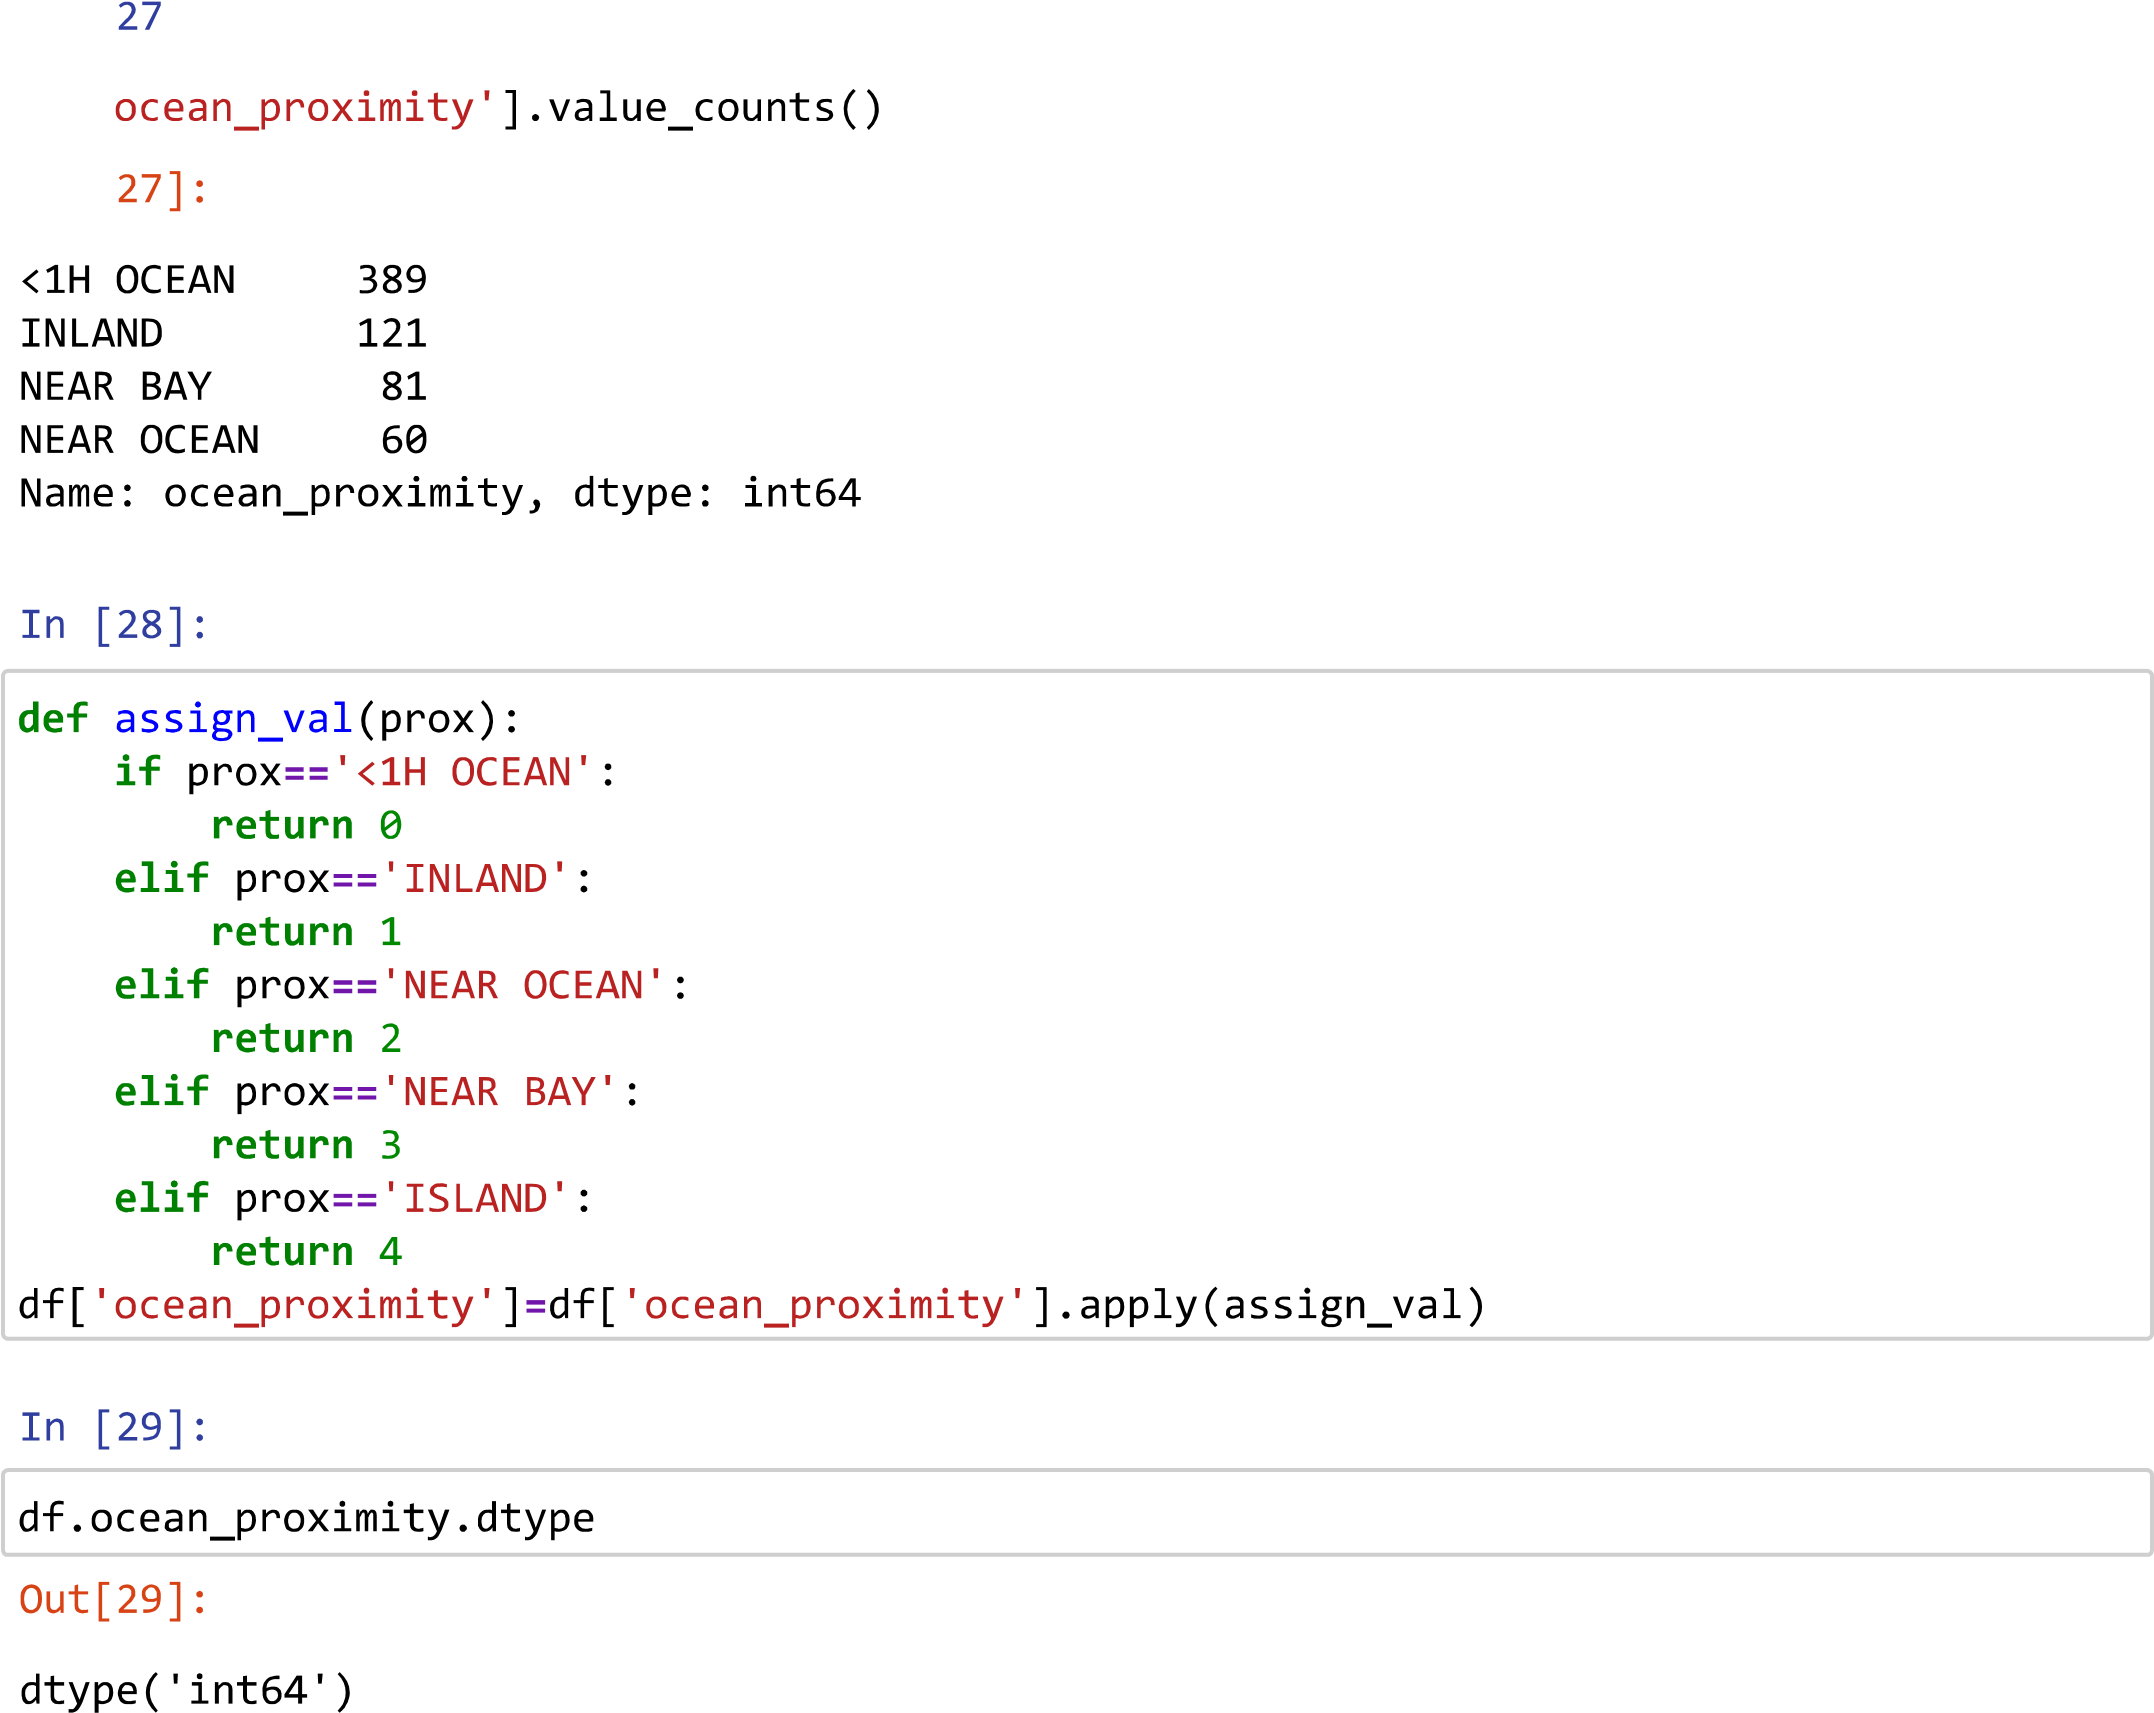 27
ocean_proximity'].value_counts()
27]:
<1H OCEAN     389
INLAND        121
NEAR BAY       81
NEAR OCEAN     60
Name: ocean_proximity, dtype: int64
In [28]:
def assign_val(prox):
    if prox=='<1H OCEAN':
        return 0
    elif prox=='INLAND':
        return 1
    elif prox=='NEAR OCEAN':
        return 2
    elif prox=='NEAR BAY':
        return 3
    elif prox=='ISLAND':
        return 4
df['ocean_proximity']=df['ocean_proximity'].apply(assign_val)
In [29]:
df.ocean_proximity.dtype
Out[29]:
dtype('int64')